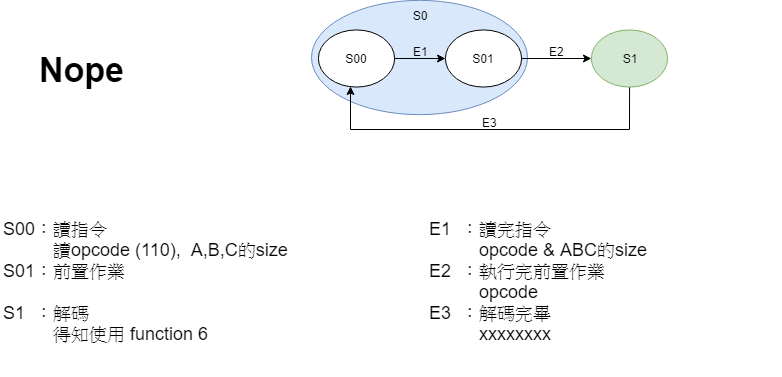 Nope
S0
S00
E1
S01
E2
S1
E3
S00：讀指令
讀opcode (110), A,B,C的size
S01：前置作業
S1 ：解碼
得知使用 function 6
E1 ：讀完指令
opcode & ABC的size
E2 ：執行完前置作業
opcode
E3 ：解碼完畢
xxxxxxxx